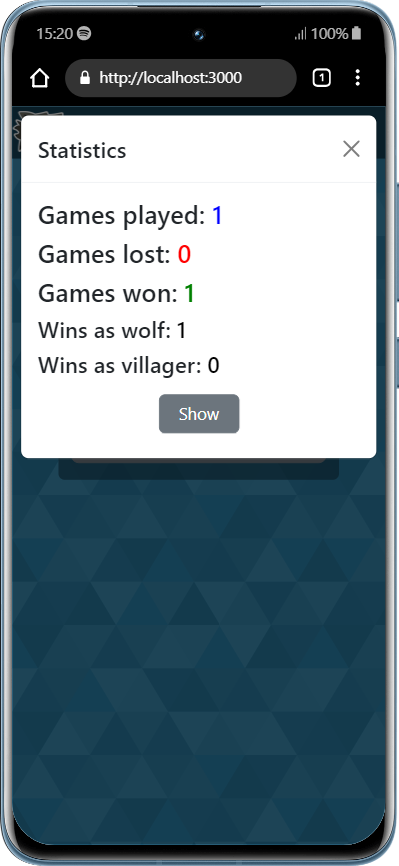 15:20 100%
http://localhost:3000 1
Statistics
Games played: 1
Games lost: 0
Games won: 1
Wins as wolf: 1
Wins as villager: 0
Show